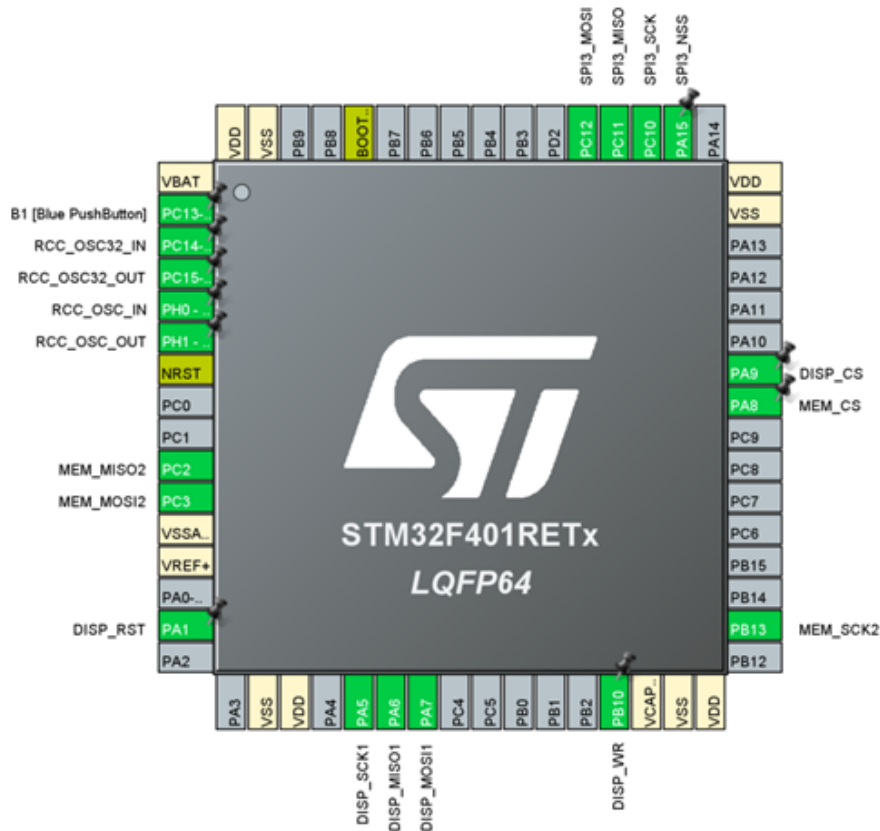 SPI3_MOSI
SPI3_MISO
SPI3_SCK
SPI3_NSS
VDD
VSS
PB9
PB8
BOOT..
PB7
PB6
PB5
PB4
PB3
PD2
PC12
PC11
PC10
PA15
PA14
B1 [Blue PushButton]
RCC_OSC32_IN
RCC_OSC32_OUT
RCC_OSC_IN
RCC_OSC_OUT
MEM_MISO2
MEM_MOSI2
DISP_RST
VBAT
PC13-..
PC14-..
PC15-..
PH0 - ..
PH1 - ..
NRST
PC0
PC1
PC2
PC3
VSSA..
VREF+
PA0-..
PA1
PA2
ST
STM32F401RETx
LQFP64
VDD
VSS
PA13
PA12
PA11
PA10
PA9
PA8
PC9
PC8
PC7
PC6
PB15
PB14
PB13
PB12
DISP_CS
MEM_CS
MEM_SCK2
PA3
VSS
VDD
PA4
PA5
PA6
PA7
PC4
PC5
PB0
PB1
PB2
PB10
VCAP..
VSS
VDD
DISP_SCK1
DISP_MISO1
DISP_MOSI1
DISP_WR